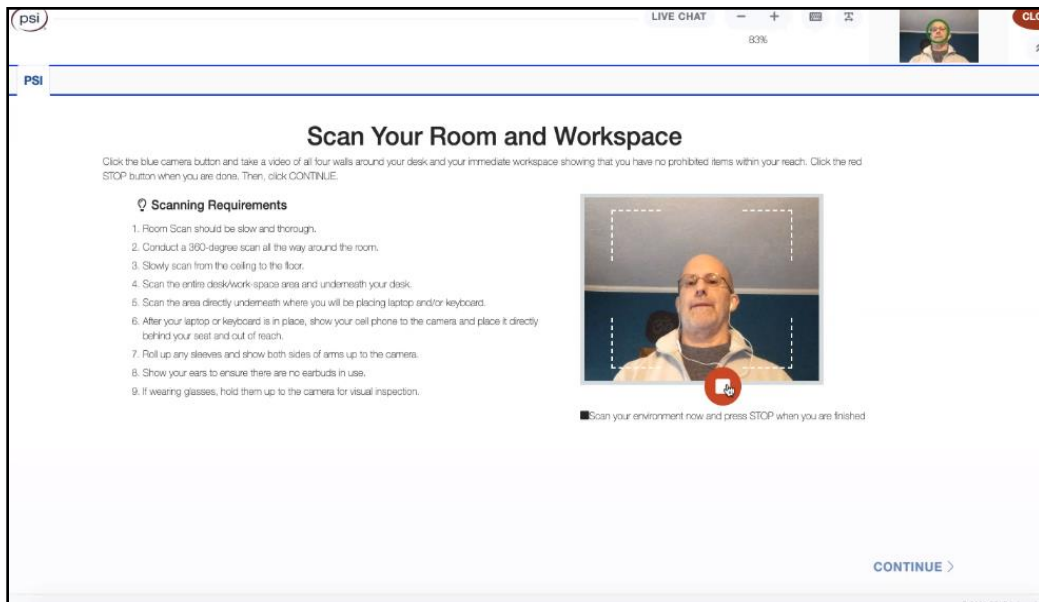 psi
LIVE CHAT
83%
CLO
PSI
Scan Your Room and Workspace
Click the blue camera button and take a video of all four walls around your desk and your immediate workspace showing that you have no prohibited items within your reach. Click the red
STOP button when you are done. Then, click CONTINUE.
Scanning Requirements
1. Room Scan should be slow and thorough.
2. Conduct a 360-degree scan all the way around the room.
3. Slowly scan from the ceiling to the floor.
4. Scan the entire desk/work-space area and underneath your desk.
5. Scan the area directly underneath where you will be placing laptop and/or keyboard.
6. After your laptop or keyboard is in place, show your cell phone to the camera and place it directly
behind your seat and out of reach.
7. Roll up any sleeves and show both sides of arms up to the camera.
8. Show your ears to ensure there are no earbuds in use.
9. If wearing glasses, hold them up to the camera for visual inspection.
Scan your environment now and press STOP when you are finished
CONTINUE